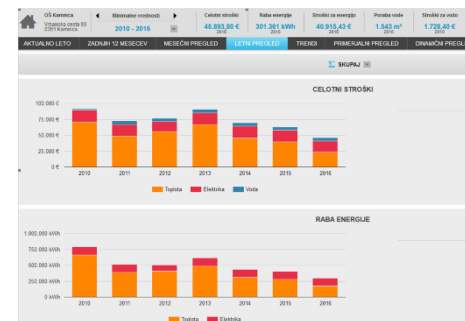 OŠ Kamnica
Vrbanska cesta 93
2351 Kamnica
Minimalne vrednosti
2010 - 2016
Celotni stroški
45.893,80 €
2016
Raba energije
301.361 kWh
2016
Stroški za energijo
40.915,43 €
2016
Poraba vode
1.543 m³
2016
Stroški za vodo
1.728,40 €
2016
AKTUALNO LETO ZADNJIH 12 MESECEV MESEČNI PREGLED LETNI PREGLED TRENDI PRIMERJALNI PREGLED DINAMIČNI PREGL
Σ SKUPAJ
CELOTNI STROŠKI
100.000 €
75.000 €
50.000 €
25.000 €
0 €
2010 2011 2012 2013 2014 2015 2016
Toplota Elektrika Voda
RABA ENERGIJE
1.000.000 kWh
750.000 kWh
500.000 kWh
250.000 kWh
0 kWh
2010 2011 2012 2013 2014 2015 2016
Toplota Elektrika